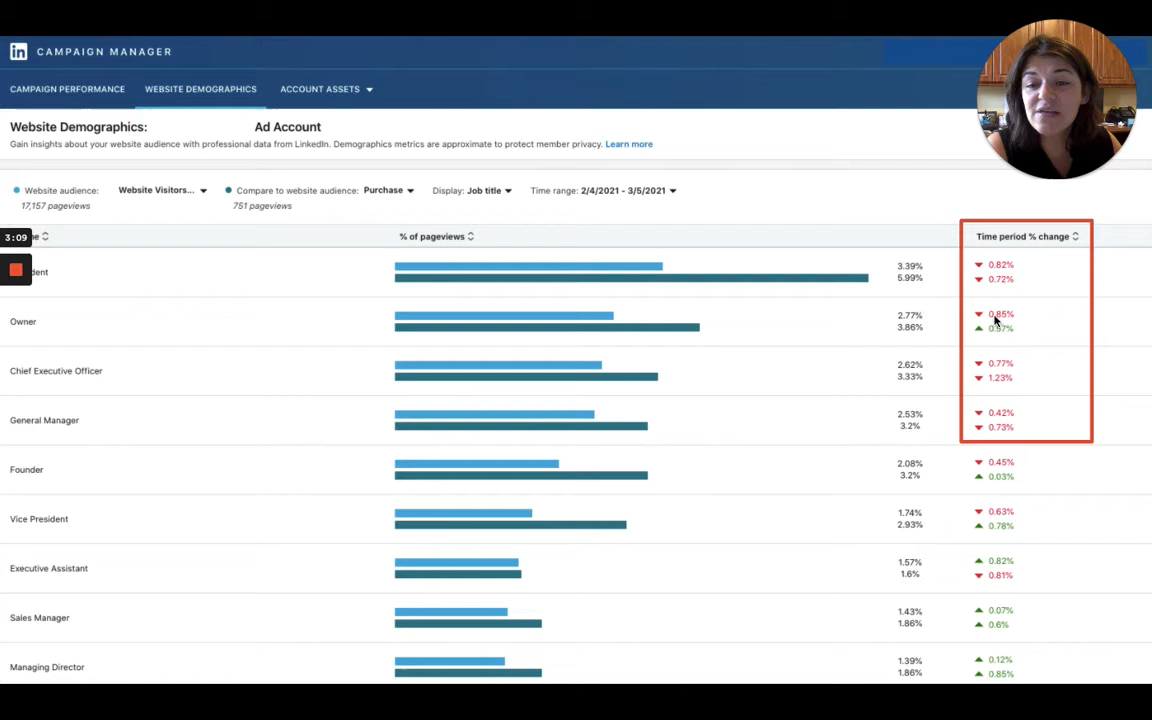 in CAMPAIGN MANAGER
CAMPAIGN PERFORMANCE WEBSITE DEMOGRAPHICS ACCOUNT ASSETS
Website Demographics: Ad Account
Gain insights about your website audience with professional data from LinkedIn. Demographics metrics are approximate to protect member privacy. Learn more
Website audience: Website Visitors... Compare to website audience: Purchase Display: Job title Time range: 2/4/2021 - 3/5/2021
17,157 pageviews 751 pageviews
3:09 % of pageviews Time period % change
3.39% 0.82%
5.99% 0.72%
Owner 2.77% 0.85%
3.86%
Chief Executive Officer 2.62% 0.77%
3.33% 1.23%
General Manager 2.53% 0.42%
3.2% 0.73%
Founder 2.08% 0.45%
3.2% 0.03%
Vice President 1.74% 0.63%
2.93% 0.78%
Executive Assistant 1.57% 0.82%
1.6% 0.81%
Sales Manager 1.43% 0.07%
1.86% 0.6%
Managing Director 1.39% 0.12%
1.86% 0.85%